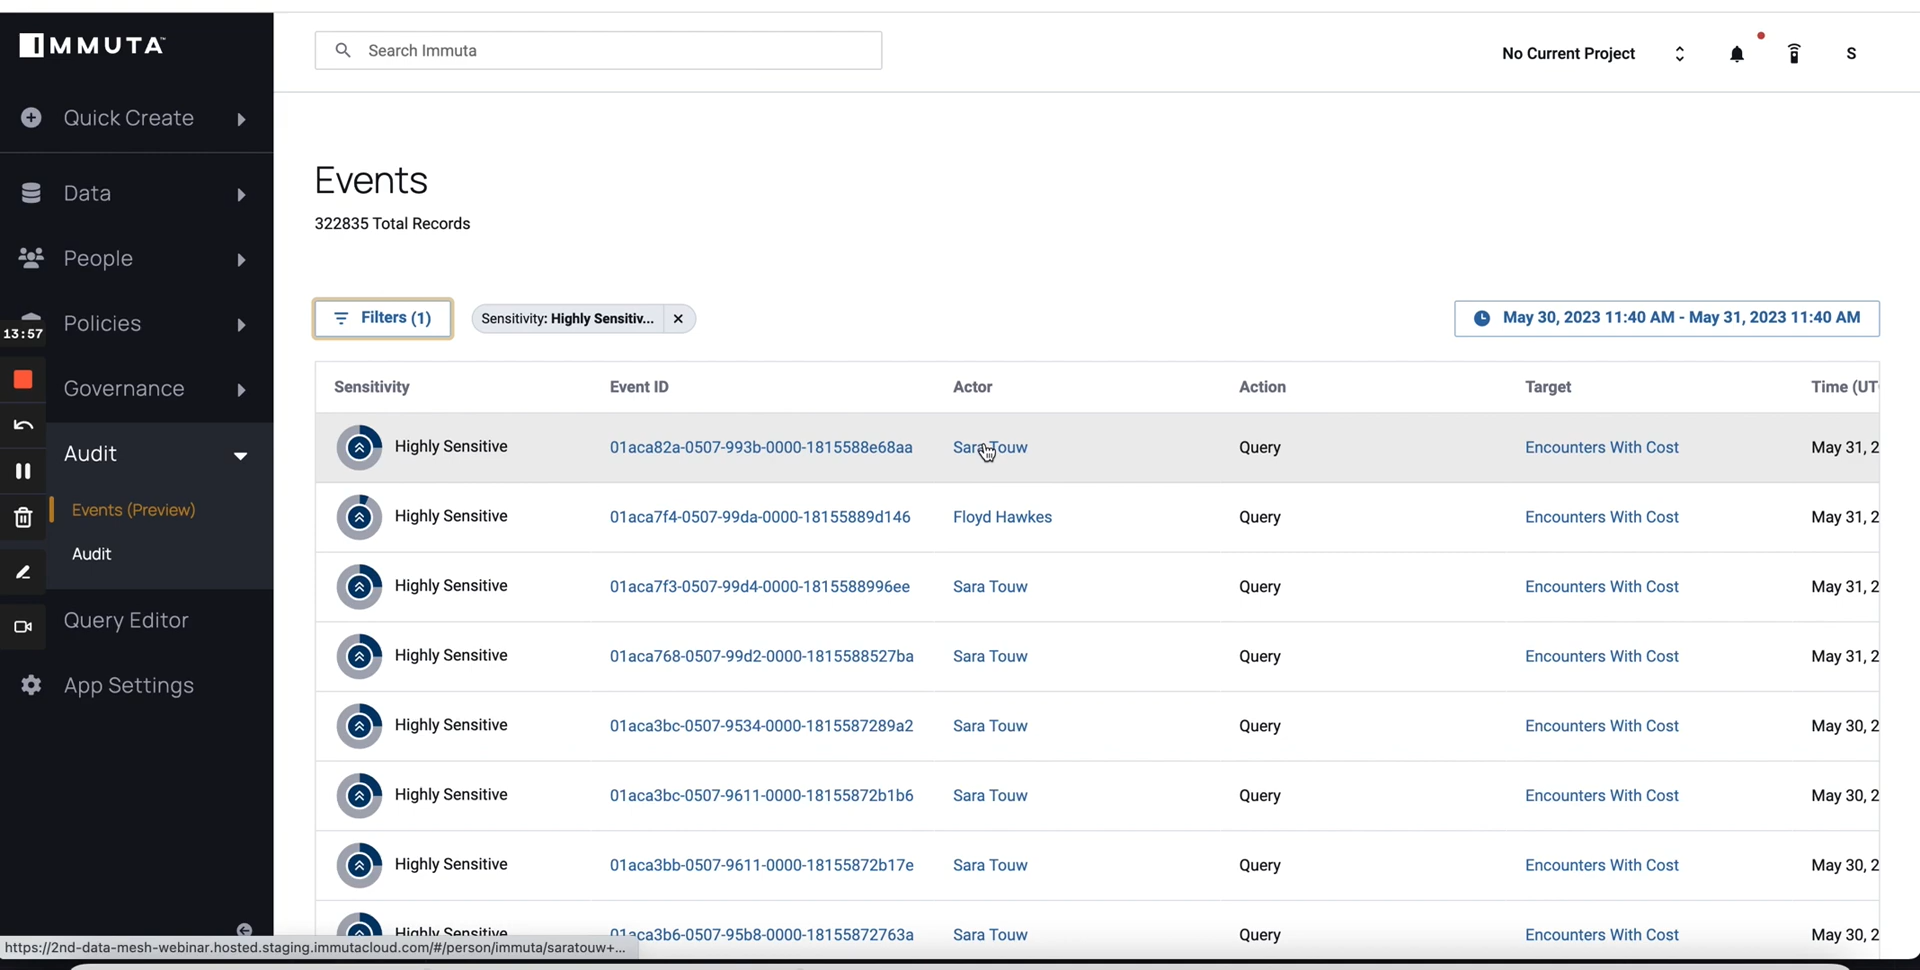 IMMUTA
Search Immuta
No Current Project
S
Quick Create
Data
People
Policies
13:57
Governance
Audit
Events (Preview)
Audit
Query Editor
App Settings
Events
322835 Total Records
Filters (1)
Sensitivity: Highly Sensitiv...
May 30, 2023 11:40 AM - May 31, 2023 11:40 AM
Sensitivity Event ID Actor Action Target Time (UT
Highly Sensitive 01aca82a-0507-993b-0000-1815588e68aa Sara Touw Query Encounters With Cost May 31, 2
Highly Sensitive 01aca7f4-0507-99da-0000-18155889d146 Floyd Hawkes Query Encounters With Cost May 31, 2
Highly Sensitive 01aca7f3-0507-99d4-0000-1815588996ee Sara Touw Query Encounters With Cost May 31, 2
Highly Sensitive 01aca768-0507-99d2-0000-1815588527ba Sara Touw Query Encounters With Cost May 31, 2
Highly Sensitive 01aca3bc-0507-9534-0000-1815587289a2 Sara Touw Query Encounters With Cost May 30, 2
Highly Sensitive 01aca3bc-0507-9611-0000-18155872b1b6 Sara Touw Query Encounters With Cost May 30, 2
Highly Sensitive 01aca3bb-0507-9611-0000-18155872b17e Sara Touw Query Encounters With Cost May 30, 2
Highly Sensitive 01aca3b6-0507-95b8-0000-18155872763a Sara Touw Query Encounters With Cost May 30, 2
https://2nd-data-mesh-webinar.hosted.staging.immutacloud.com/#/person/immuta/saratouw+...